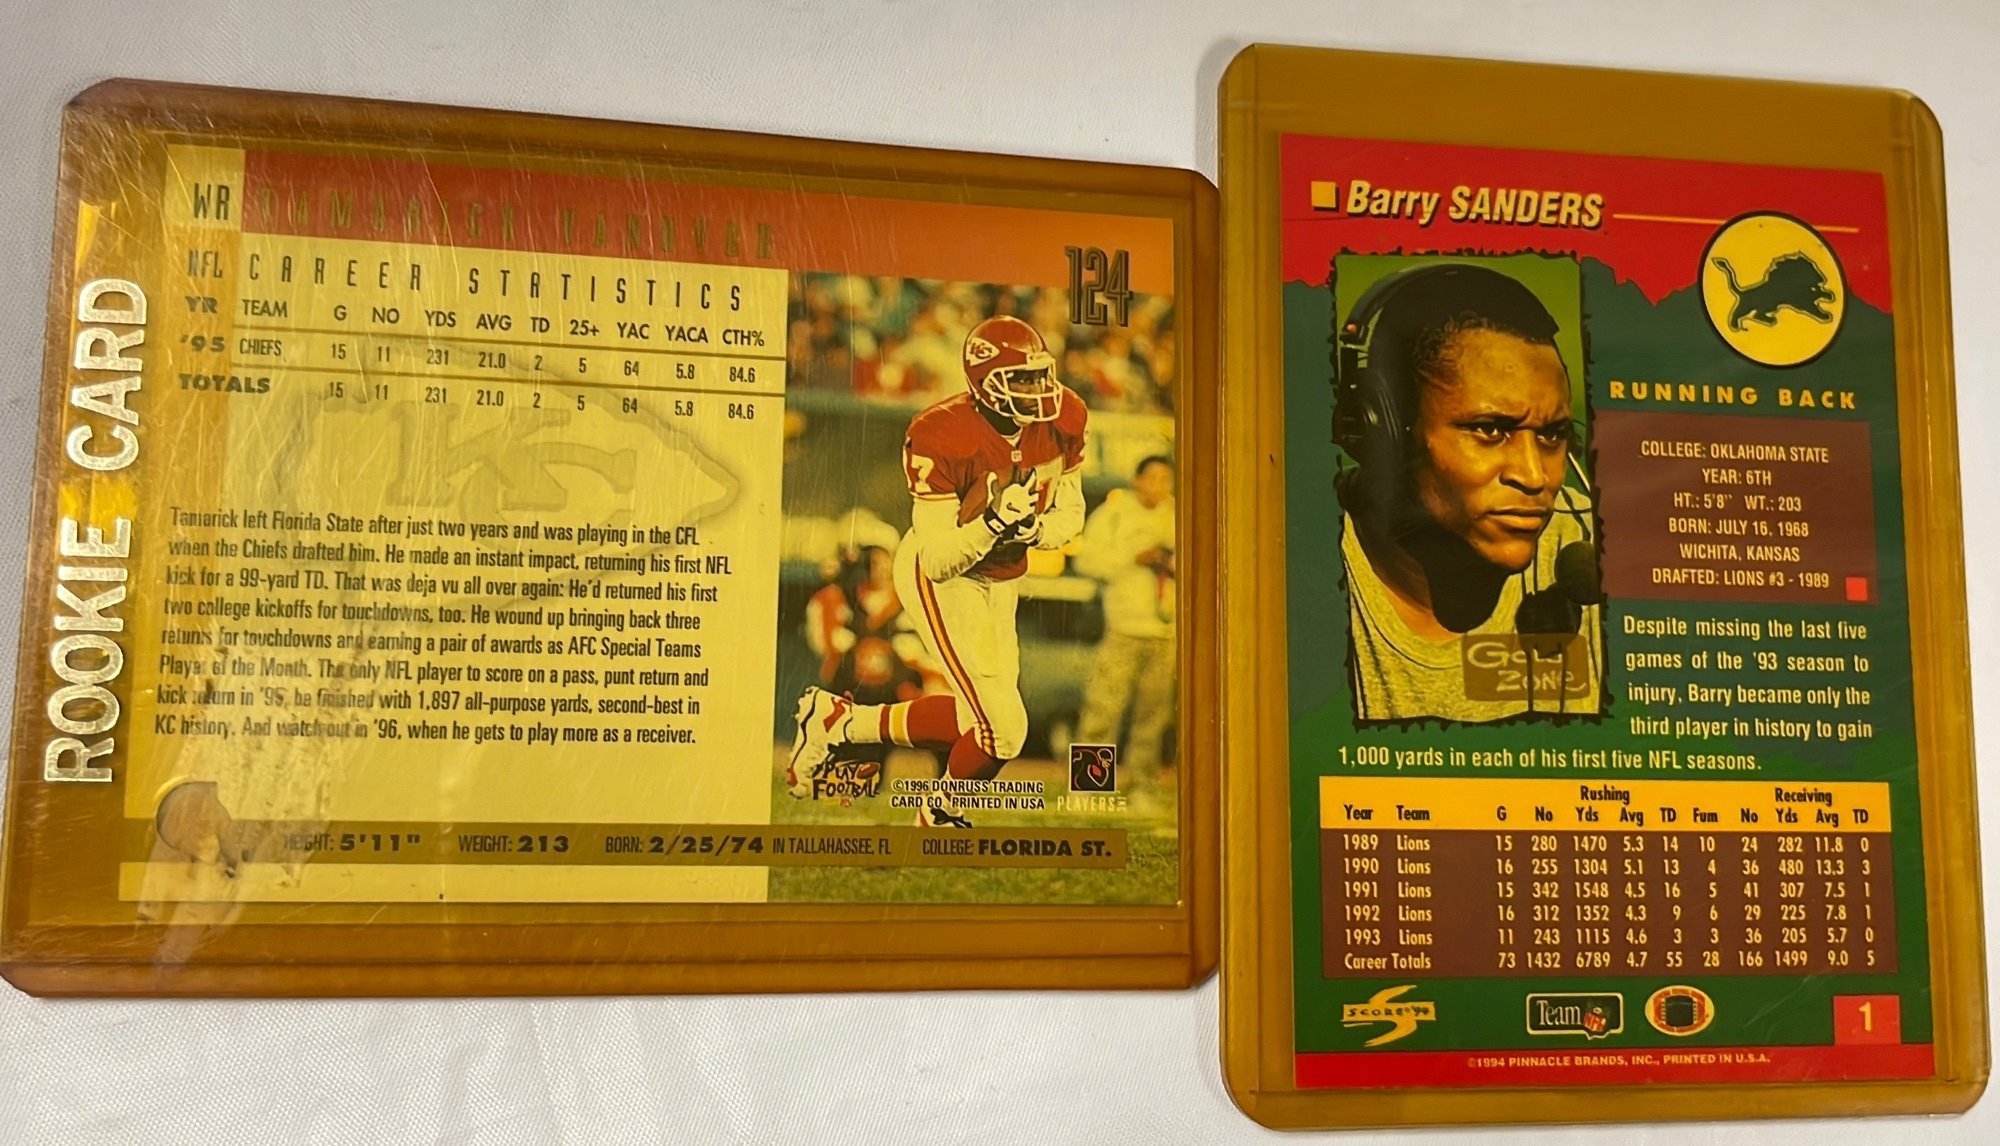 ROOKIE CARD
WR TAMARICK VANOVER
124
NFL CAREER STATISTICS
YR TEAM G NO YDS AVG TD 25+ YAC YACA CTH%
'95 CHIEFS 15 11 231 21.0 2 5 64 5.8 84.6
TOTALS 15 11 231 21.0 2 5 64 5.8 84.6
KC
7
Tamarick left Florida State after just two years and was playing in the CFL
when the Chiefs drafted him. He made an instant impact, returning his first NFL
kick for a 99-yard TD. That was deja vu all over again: He'd returned his first
two college kickoffs for touchdowns, too. He wound up bringing back three
returns for touchdowns and earning a pair of awards as AFC Special Teams
Player of the Month. The only NFL player to score on a pass, punt return and
kick return in '95, he finished with 1,897 all-purpose yards, second-best in
KC history. And watch out in '96, when he gets to play more as a receiver.
PLAY
FOOTBALL
©1996 DONRUSS TRADING
CARD CO. PRINTED IN USA
PLAYERS
HEIGHT: 5'11" WEIGHT: 213 BORN: 2/25/74 IN TALLAHASSEE, FL COLLEGE: FLORIDA ST.
Barry SANDERS
RUNNING BACK
COLLEGE: OKLAHOMA STATE
YEAR: 6TH
HT.: 5'8" WT.: 203
BORN: JULY 16, 1968
WICHITA, KANSAS
DRAFTED: LIONS #3 - 1989
GOLD
ZONE
Despite missing the last five
games of the '93 season to
injury, Barry became only the
third player in history to gain
1,000 yards in each of his first five NFL seasons.
Rushing Receiving
Year Team G No Yds Avg TD Fum No Yds Avg TD
1989 Lions 15 280 1470 5.3 14 10 24 282 11.8 0
1990 Lions 16 255 1304 5.1 13 4 36 480 13.3 3
1991 Lions 15 342 1548 4.5 16 5 41 307 7.5 1
1992 Lions 16 312 1352 4.3 9 6 29 225 7.8 1
1993 Lions 11 243 1115 4.6 3 3 36 205 5.7 0
Career Totals 73 1432 6789 4.7 55 28 166 1499 9.0 5
SCORE '94
Team NFL
1
©1994 PINNACLE BRANDS, INC., PRINTED IN U.S.A.